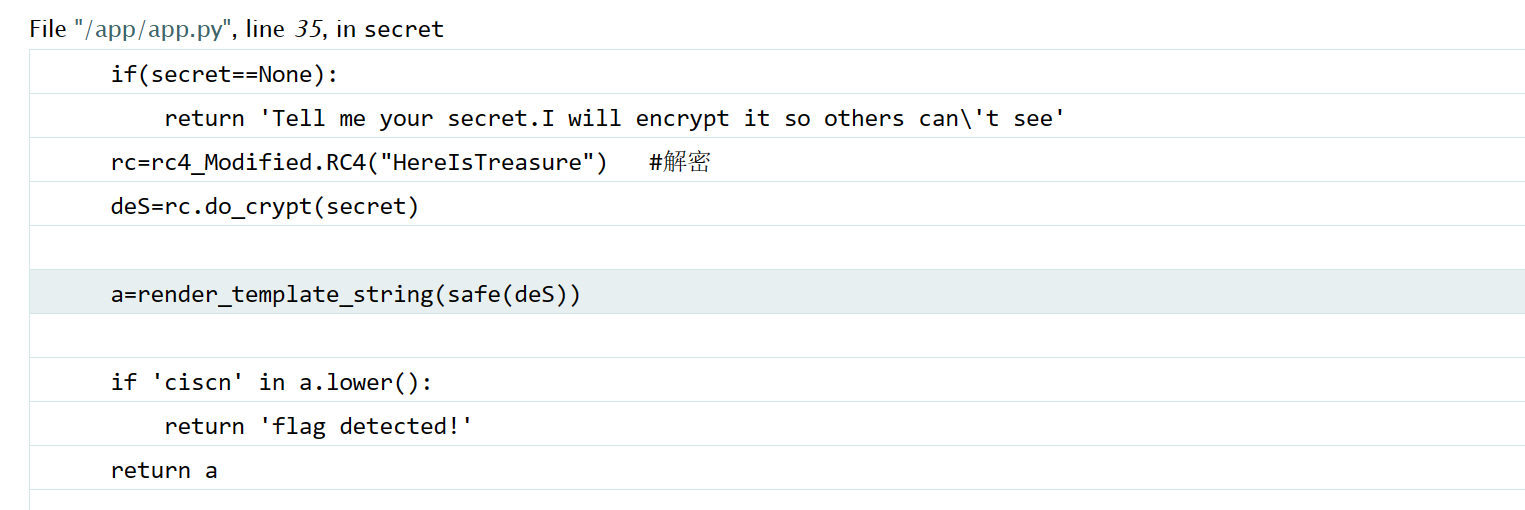 File "/app/app.py", line 35, in secret
if(secret==None):
return 'Tell me your secret.I will encrypt it so others can\'t see'
rc=rc4_Modified.RC4("HereIsTreasure")   #解密
deS=rc.do_crypt(secret)
a=render_template_string(safe(deS))
if 'ciscn' in a.lower():
return 'flag detected!'
return a